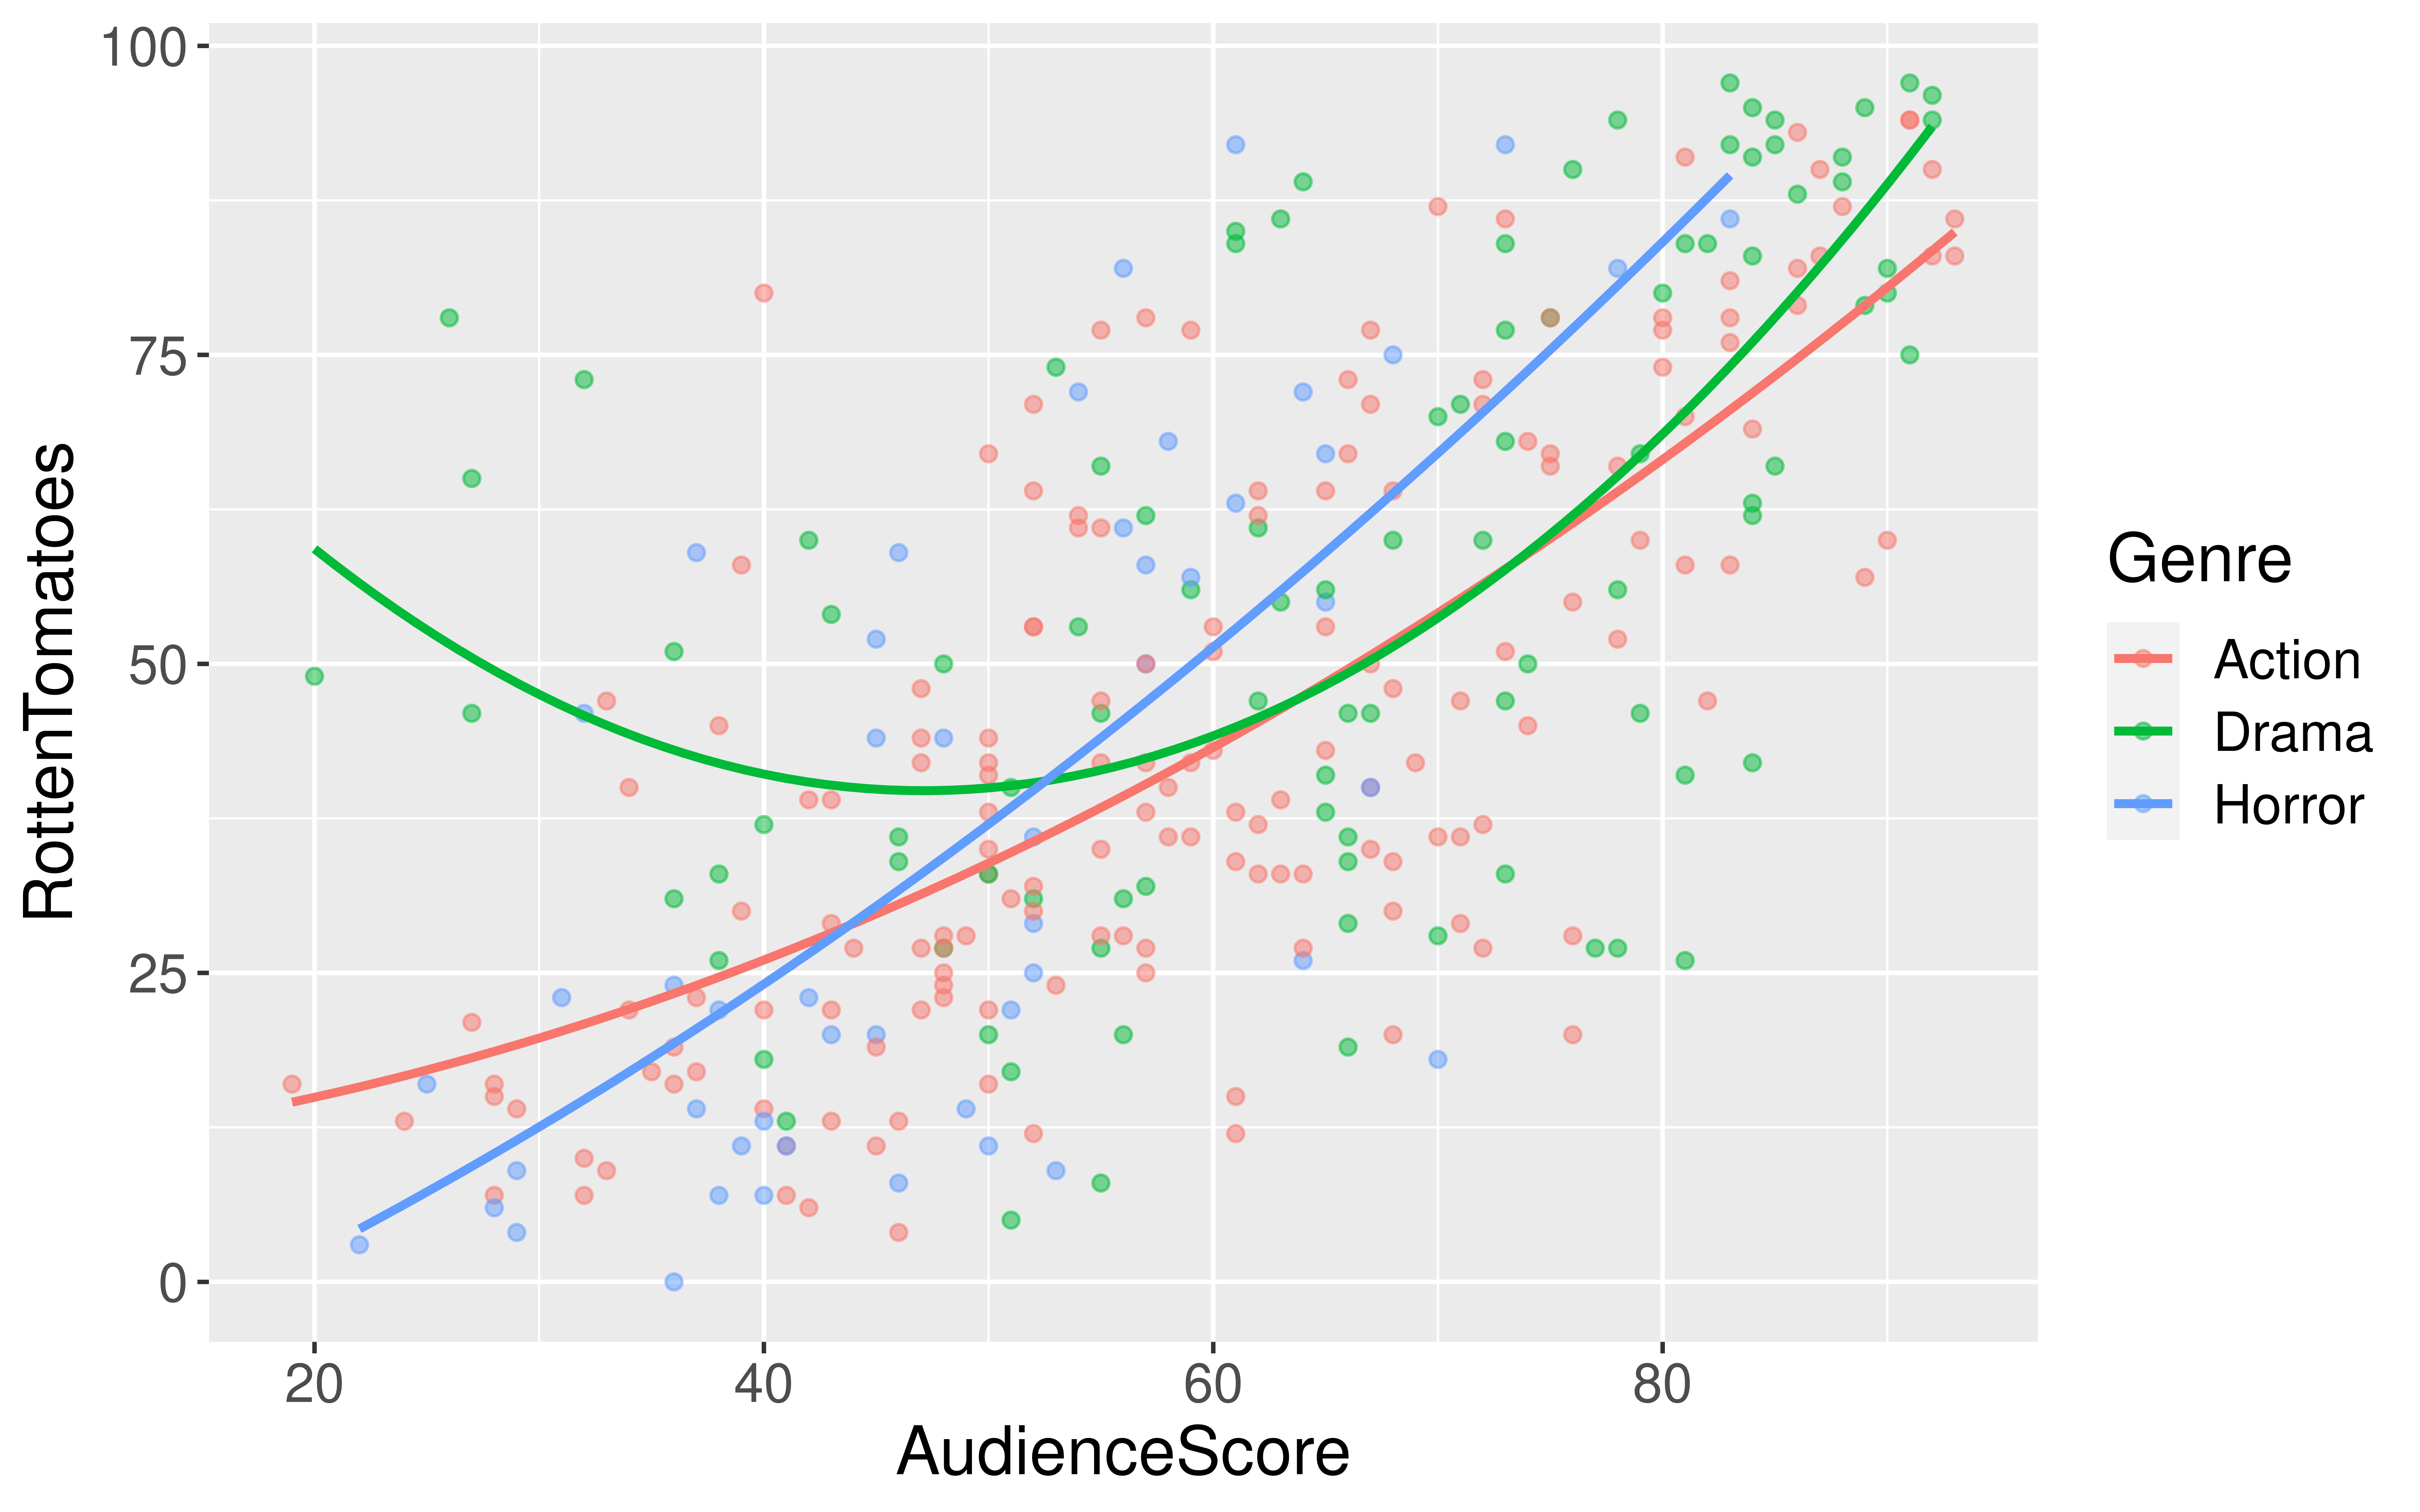 100
75
50
25
0
RottenTomatoes
20 40 60 80
AudienceScore
Genre
Action
Drama
Horror